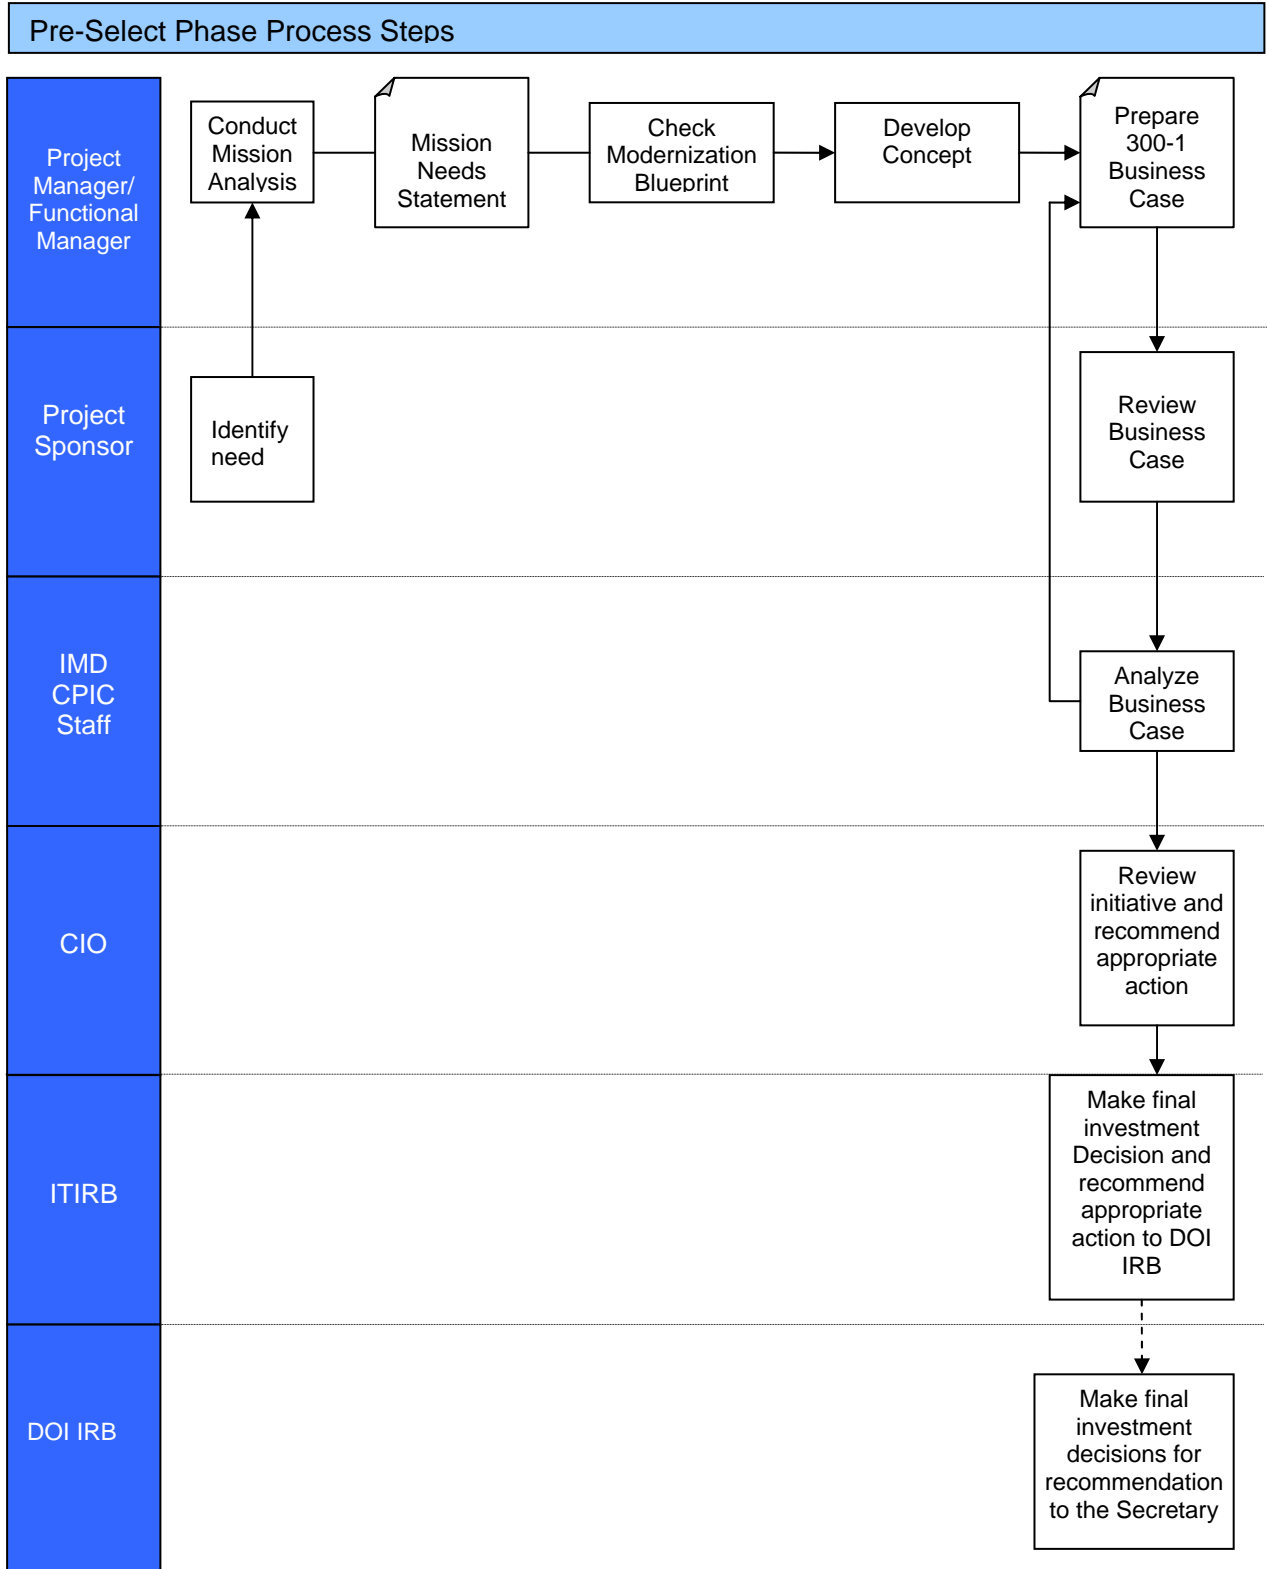 Pre-Select Phase Process Steps
Project
Manager/
Functional
Manager
Conduct
Mission
Analysis
Mission
Needs
Statement
Check
Modernization
Blueprint
Develop
Concept
Prepare
300-1
Business
Case
Project
Sponsor
Identify
need
Review
Business
Case
IMD
CPIC
Staff
Analyze
Business
Case
CIO
Review
initiative and
recommend
appropriate
action
ITIRB
Make final
investment
Decision and
recommend
appropriate
action to DOI
IRB
DOI IRB
Make final
investment
decisions for
recommendation
to the Secretary